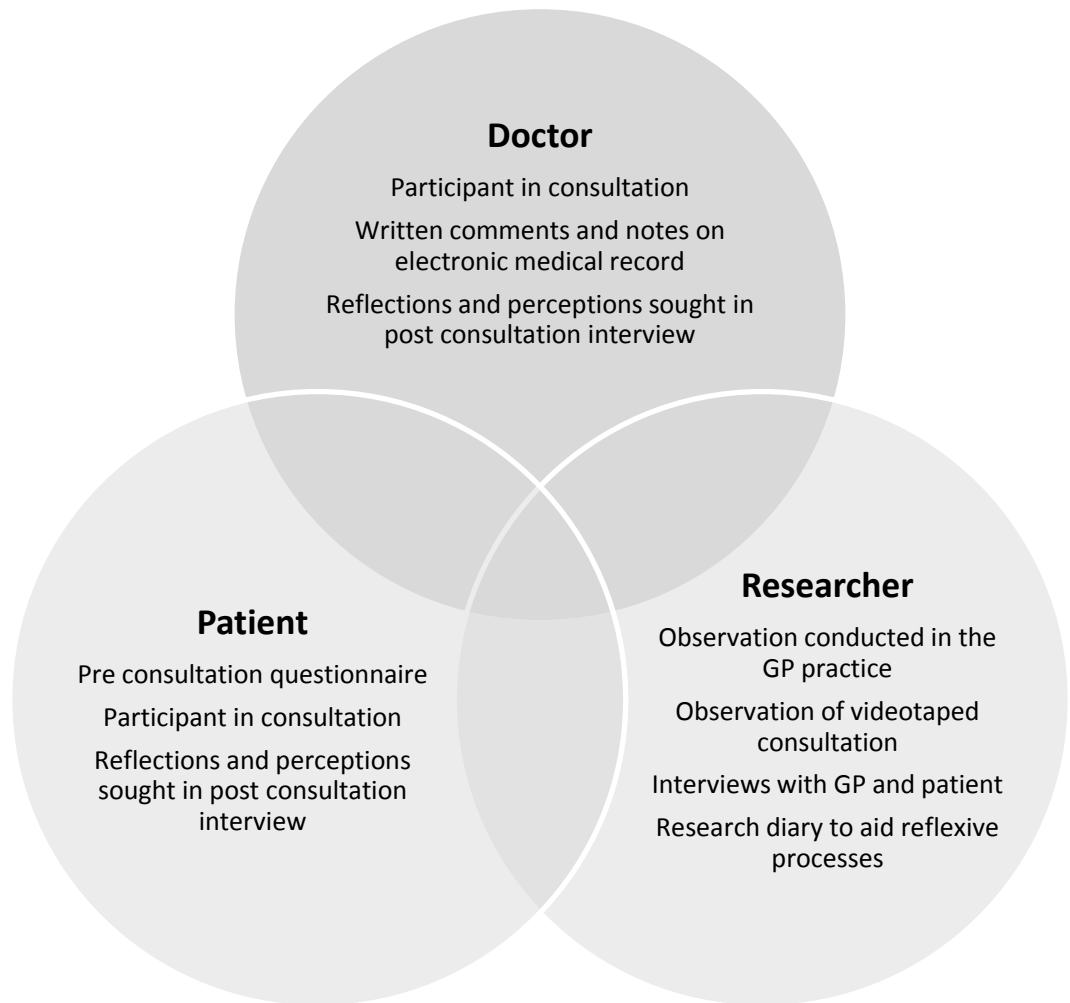 Doctor
Participant in consultation
Written comments and notes on
electronic medical record
Reflections and perceptions sought in
post consultation interview
Patient
Pre consultation questionnaire
Participant in consultation
Reflections and perceptions
sought in post consultation
interview
Researcher
Observation conducted in the
GP practice
Observation of videotaped
consultation
Interviews with GP and patient
Research diary to aid reflexive
processes